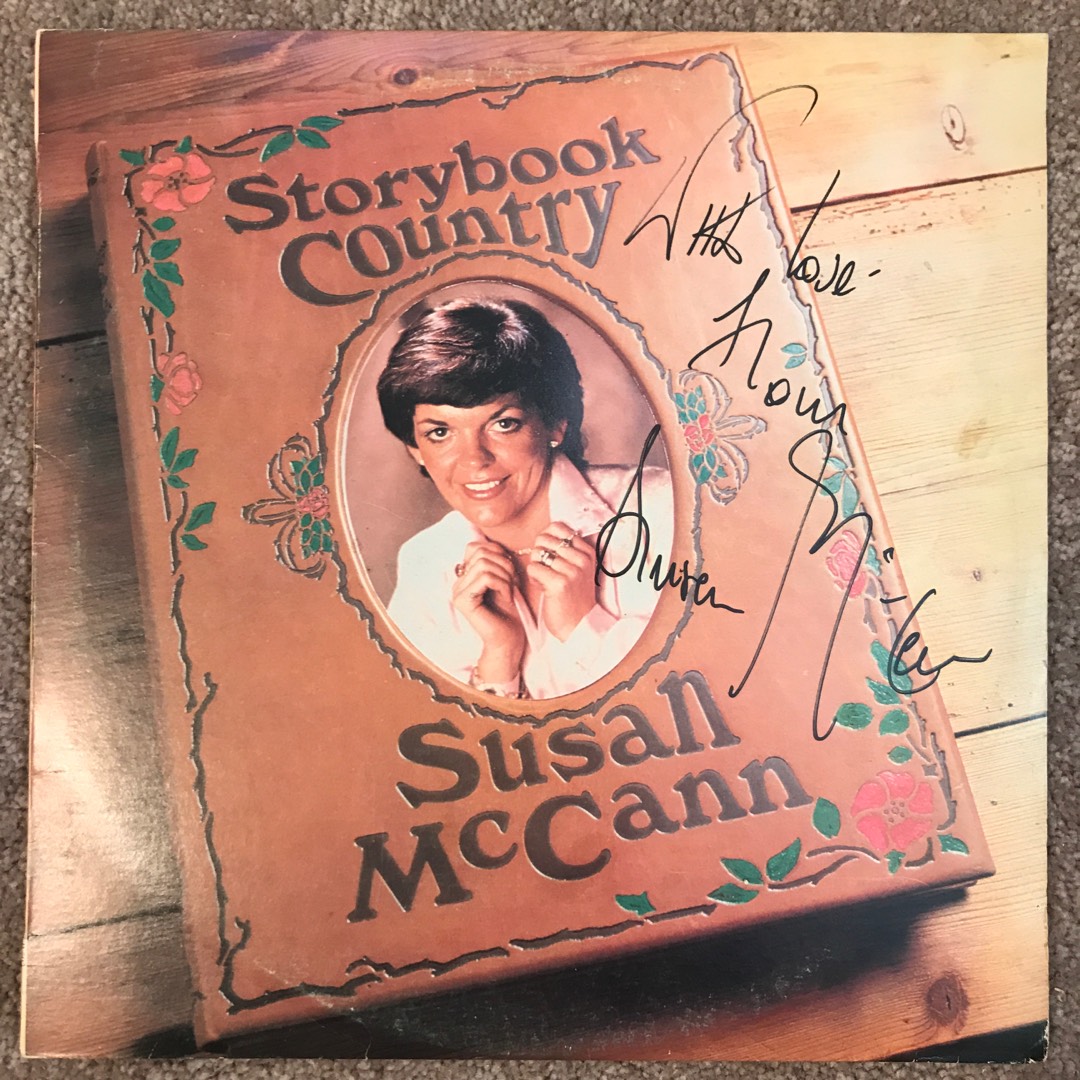 Storybook
Country
With love
From
Susan
McCann
Susan
McCann